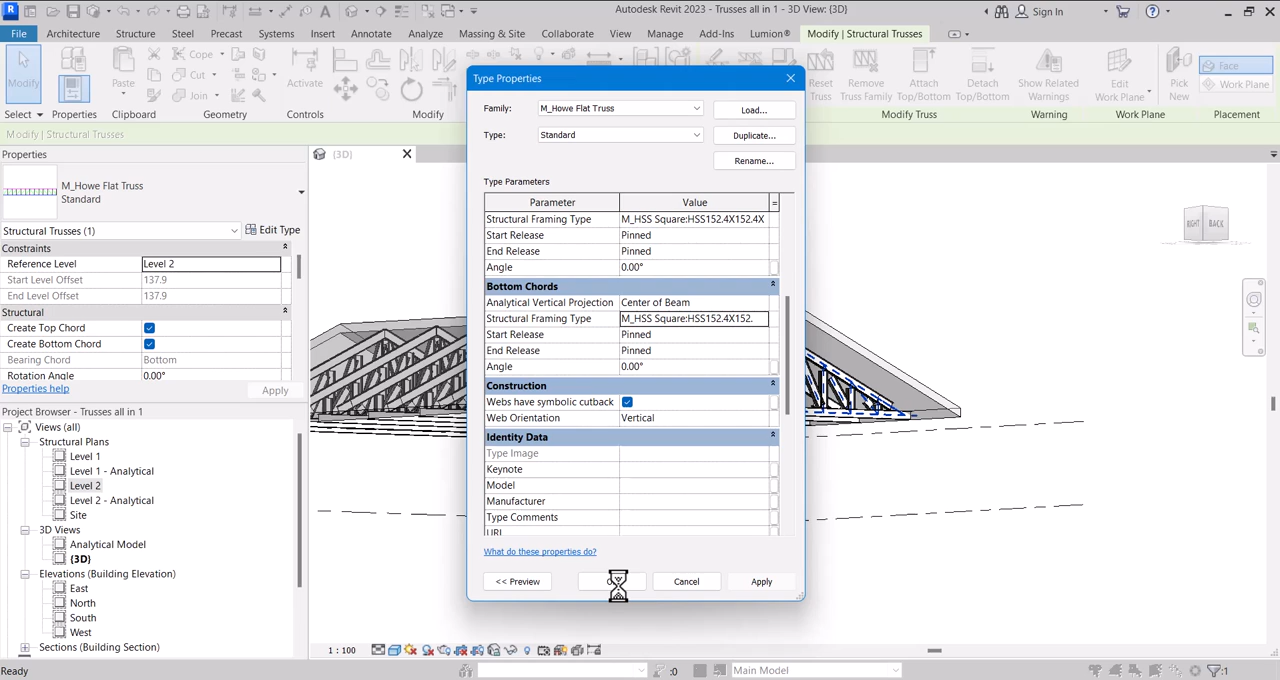 Autodesk Revit 2023 - Trusses all in 1 - 3D View: {3D}
Sign In
File Architecture Structure Steel Precast Systems Insert Annotate Analyze Massing & Site Collaborate View Manage Add-Ins Lumion® Modify | Structural Trusses
Modify
Select
Properties
Paste
Clipboard
Cope
Cut
Join
Geometry
Activate
Controls
Modify
Reset Truss
Remove Truss Family
Attach Top/Bottom
Detach Top/Bottom
Modify Truss
Show Related Warnings
Warning
Edit Work Plane
Work Plane
Pick New
Face
Work Plane
Placement
Modify | Structural Trusses
Properties
{3D}
M_Howe Flat Truss
Standard
Structural Trusses (1)
Edit Type
Constraints
Reference Level Level 2
Start Level Offset 137.9
End Level Offset 137.9
Structural
Create Top Chord
Create Bottom Chord
Bearing Chord Bottom
Rotation Angle 0.00°
Properties help
Apply
Project Browser - Trusses all in 1
Views (all)
Structural Plans
Level 1
Level 1 - Analytical
Level 2
Level 2 - Analytical
Site
3D Views
Analytical Model
{3D}
Elevations (Building Elevation)
East
North
South
West
Sections (Building Section)
Type Properties
Family: M_Howe Flat Truss
Load...
Type: Standard
Duplicate...
Rename...
Type Parameters
Parameter Value =
Structural Framing Type M_HSS Square:HSS152.4X152.4X
Start Release Pinned
End Release Pinned
Angle 0.00°
Bottom Chords
Analytical Vertical Projection Center of Beam
Structural Framing Type M_HSS Square:HSS152.4X152.
Start Release Pinned
End Release Pinned
Angle 0.00°
Construction
Webs have symbolic cutback
Web Orientation Vertical
Identity Data
Type Image
Keynote
Model
Manufacturer
Type Comments
URL
What do these properties do?
<< Preview
Cancel
Apply
RIGHT
BACK
1 : 100
Ready
:0
Main Model
:1